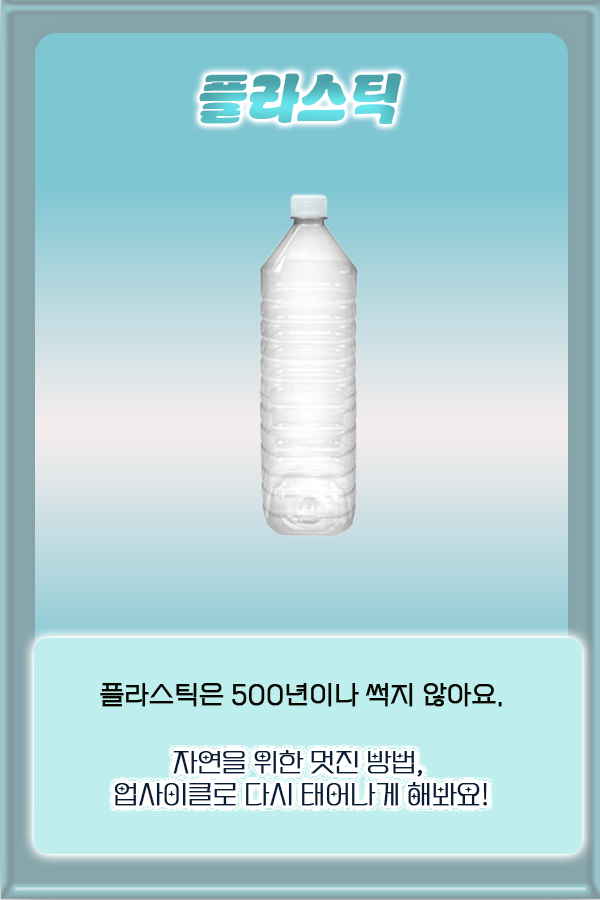 플라스틱
플라스틱은 500년이나 썩지 않아요.
자연을 위한 멋진 방법,
업사이클로 다시 태어나게 해봐요!